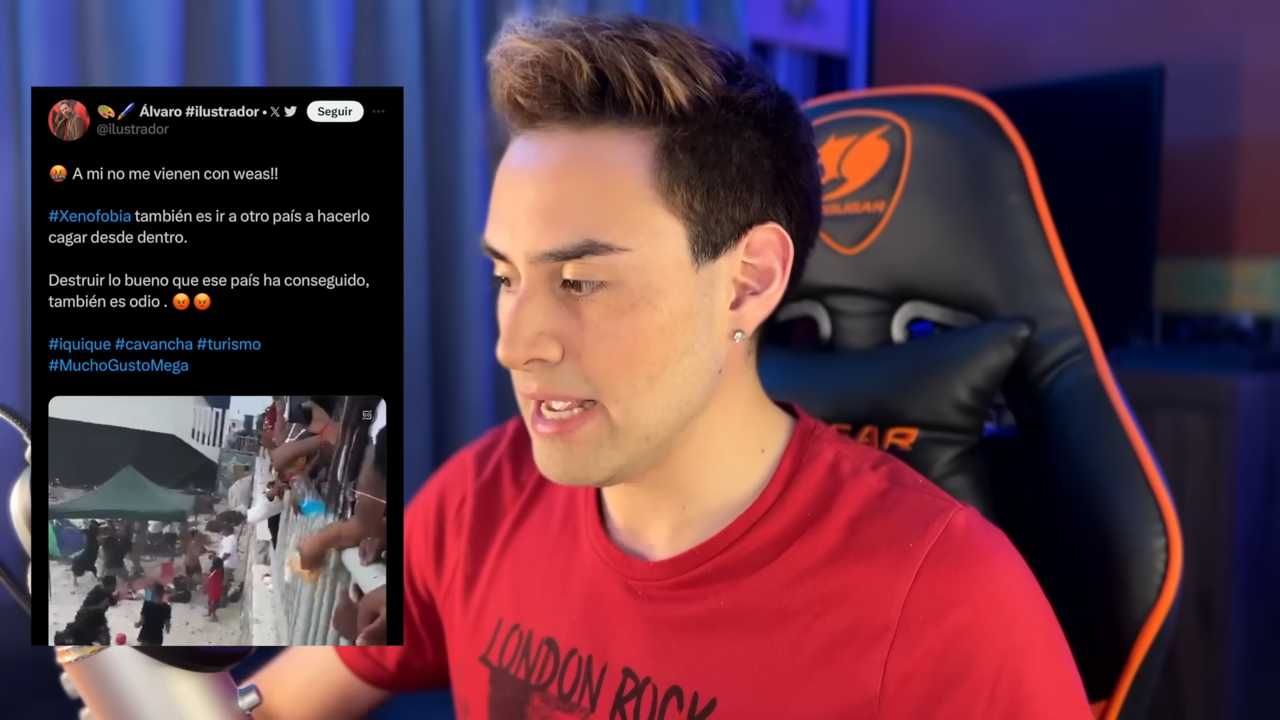 🎨🖌️ Álvaro #ilustrador • X
Seguir
@ilustrador
🤬 A mi no me vienen con weas!!
#Xenofobia también es ir a otro país a hacerlo
cagar desde dentro.
Destruir lo bueno que ese país ha conseguido,
también es odio . 😡😡
#iquique #cavancha #turismo
#MuchoGustoMega
COUGAR
LONDON ROCK